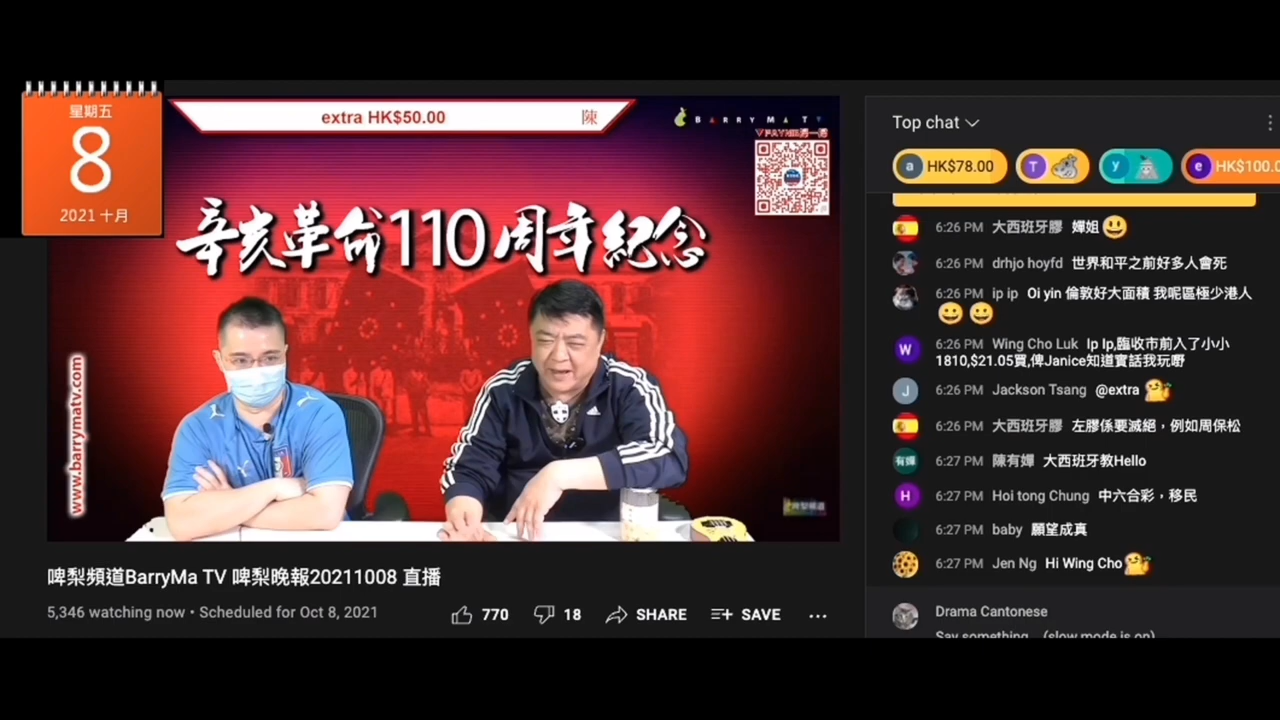 星期五
8
2021 十月
extra HK$50.00
陳
BARRYMATV
www.barrymatv.com
辛亥革命110周年紀念
啤梨頻道BarryMa TV 啤梨晚報20211008 直播
5,346 watching now • Scheduled for Oct 8, 2021
770
18
SHARE
SAVE
Top chat
a HK$78.00
T
y
e HK$100.0
6:26 PM 大西班牙膠 嬋姐😃
6:26 PM drhjo hoyfd 世界和平之前好多人會死
6:26 PM ip ip Oi yin 倫敦好大面積 我呢區極少港人
😀 😀
W 6:26 PM Wing Cho Luk Ip Ip,臨收市前入了小小
1810,$21.05買,俾Janice知道實話我玩嘢
J 6:26 PM Jackson Tsang @extra
6:26 PM 大西班牙膠 左膠係要滅絕，例如周保松
有嬋 6:27 PM 陳有嬋 大西班牙教Hello
H 6:27 PM Hoi tong Chung 中六合彩，移民
6:27 PM baby 願望成真
6:27 PM Jen Ng Hi Wing Cho
Drama Cantonese
Say something... (slow mode is on)